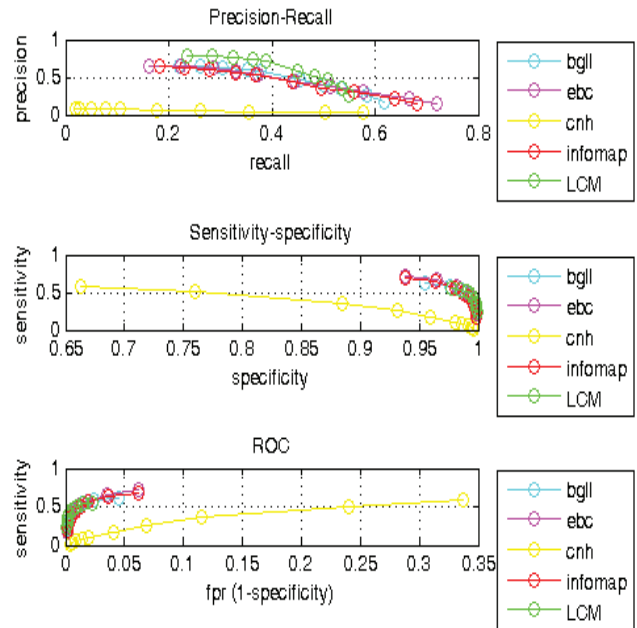 Precision-Recall
precision
1
0.5
0
0 0.2 0.4 0.6 0.8
recall
bgll
ebc
cnh
infomap
LCM
Sensitivity-specificity
sensitivity
1
0.5
0
0.65 0.7 0.75 0.8 0.85 0.9 0.95 1
specificity
bgll
ebc
cnh
infomap
LCM
ROC
sensitivity
1
0.5
0
0 0.05 0.1 0.15 0.2 0.25 0.3 0.35
fpr (1-specificity)
bgll
ebc
cnh
infomap
LCM